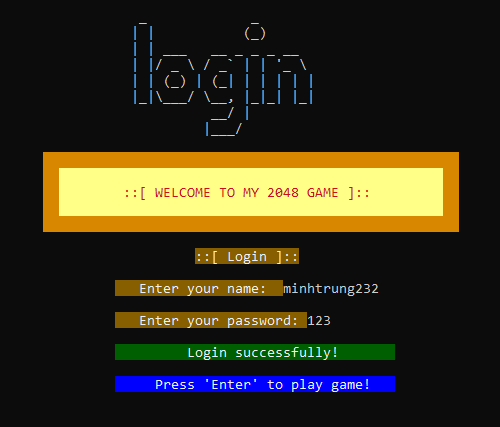 login
::[ WELCOME TO MY 2048 GAME ]::
::[ Login ]::
Enter your name: minhtrung232
Enter your password: 123
Login successfully!
Press 'Enter' to play game!